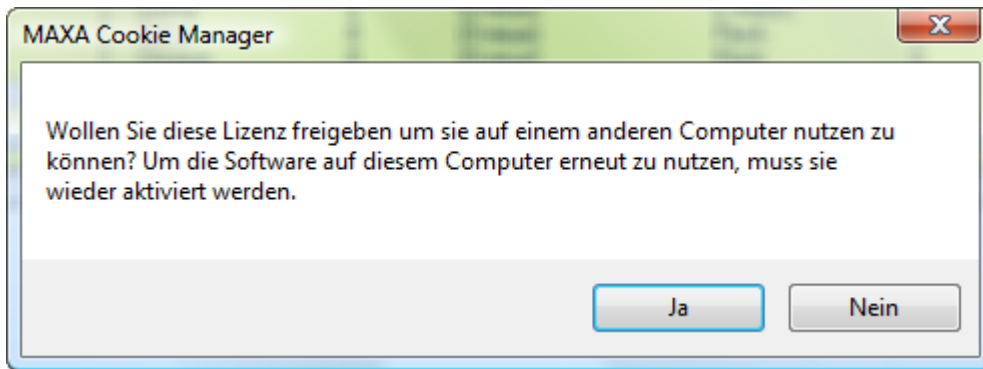 MAXA Cookie Manager
Wollen Sie diese Lizenz freigeben um sie auf einem anderen Computer nutzen zu
können? Um die Software auf diesem Computer erneut zu nutzen, muss sie
wieder aktiviert werden.
Ja
Nein